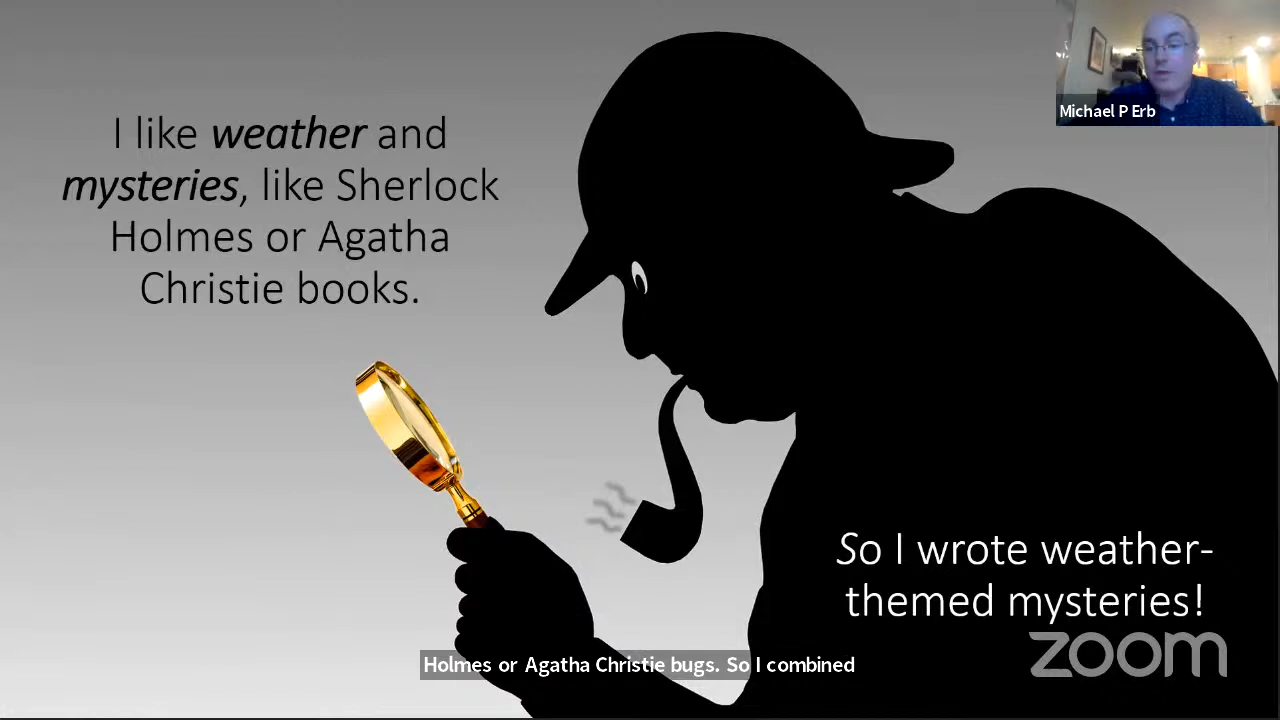 I like weather and
mysteries, like Sherlock
Holmes or Agatha
Christie books.
Michael P Erb
So I wrote weather-
themed mysteries!
zoom
Holmes or Agatha Christie bugs. So I combined